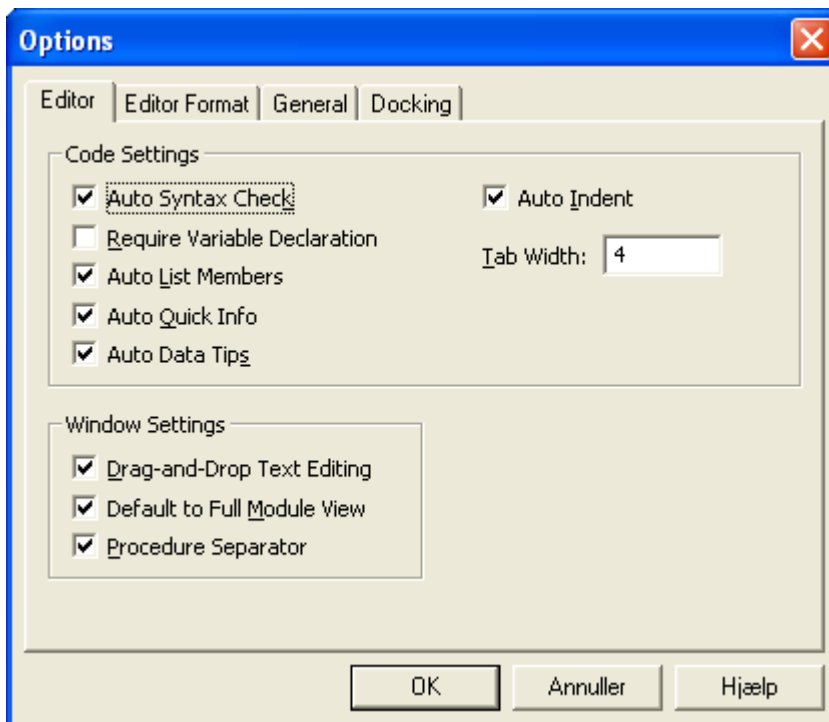 Options
Editor Editor Format General Docking
Code Settings
Auto Syntax Check
Require Variable Declaration
Auto List Members
Auto Quick Info
Auto Data Tips
Auto Indent
Tab Width: 4
Window Settings
Drag-and-Drop Text Editing
Default to Full Module View
Procedure Separator
OK Annuller Hjælp